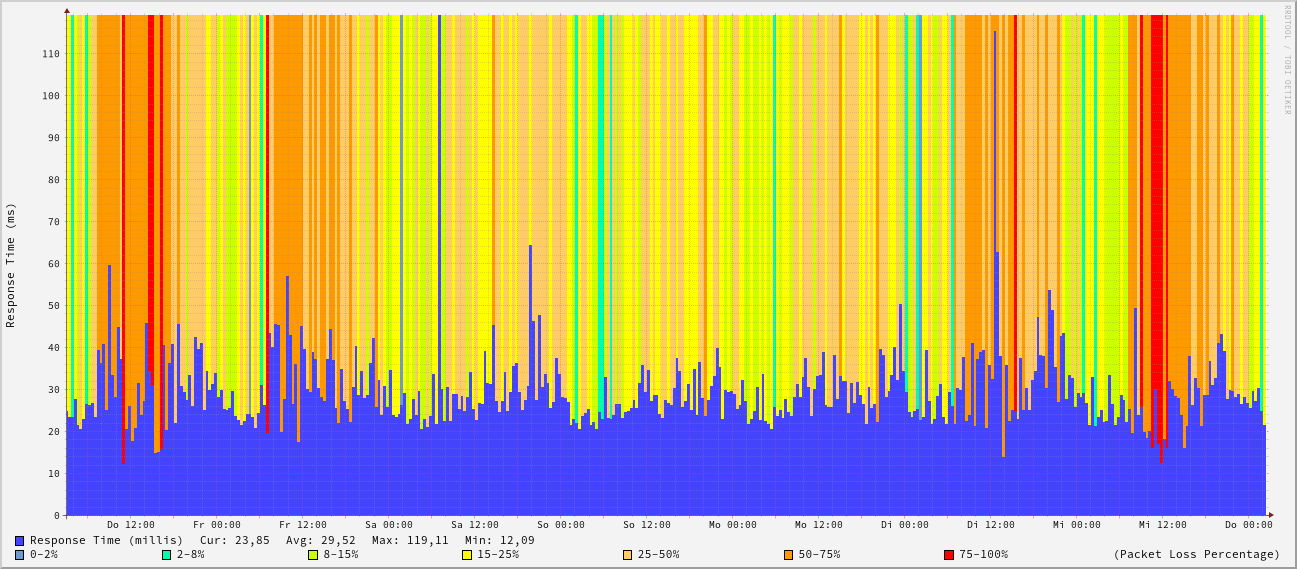 RRDTOOL / TOBI OETIKER
Response Time (ms)
110
100
90
80
70
60
50
40
30
20
10
0
Do 12:00 Fr 00:00 Fr 12:00 Sa 00:00 Sa 12:00 So 00:00 So 12:00 Mo 00:00 Mo 12:00 Di 00:00 Di 12:00 Mi 00:00 Mi 12:00 Do 00:00
Response Time (millis) Cur: 23,85 Avg: 29,52 Max: 119,11 Min: 12,09
0-2% 2-8% 8-15% 15-25% 25-50% 50-75% 75-100% (Packet Loss Percentage)